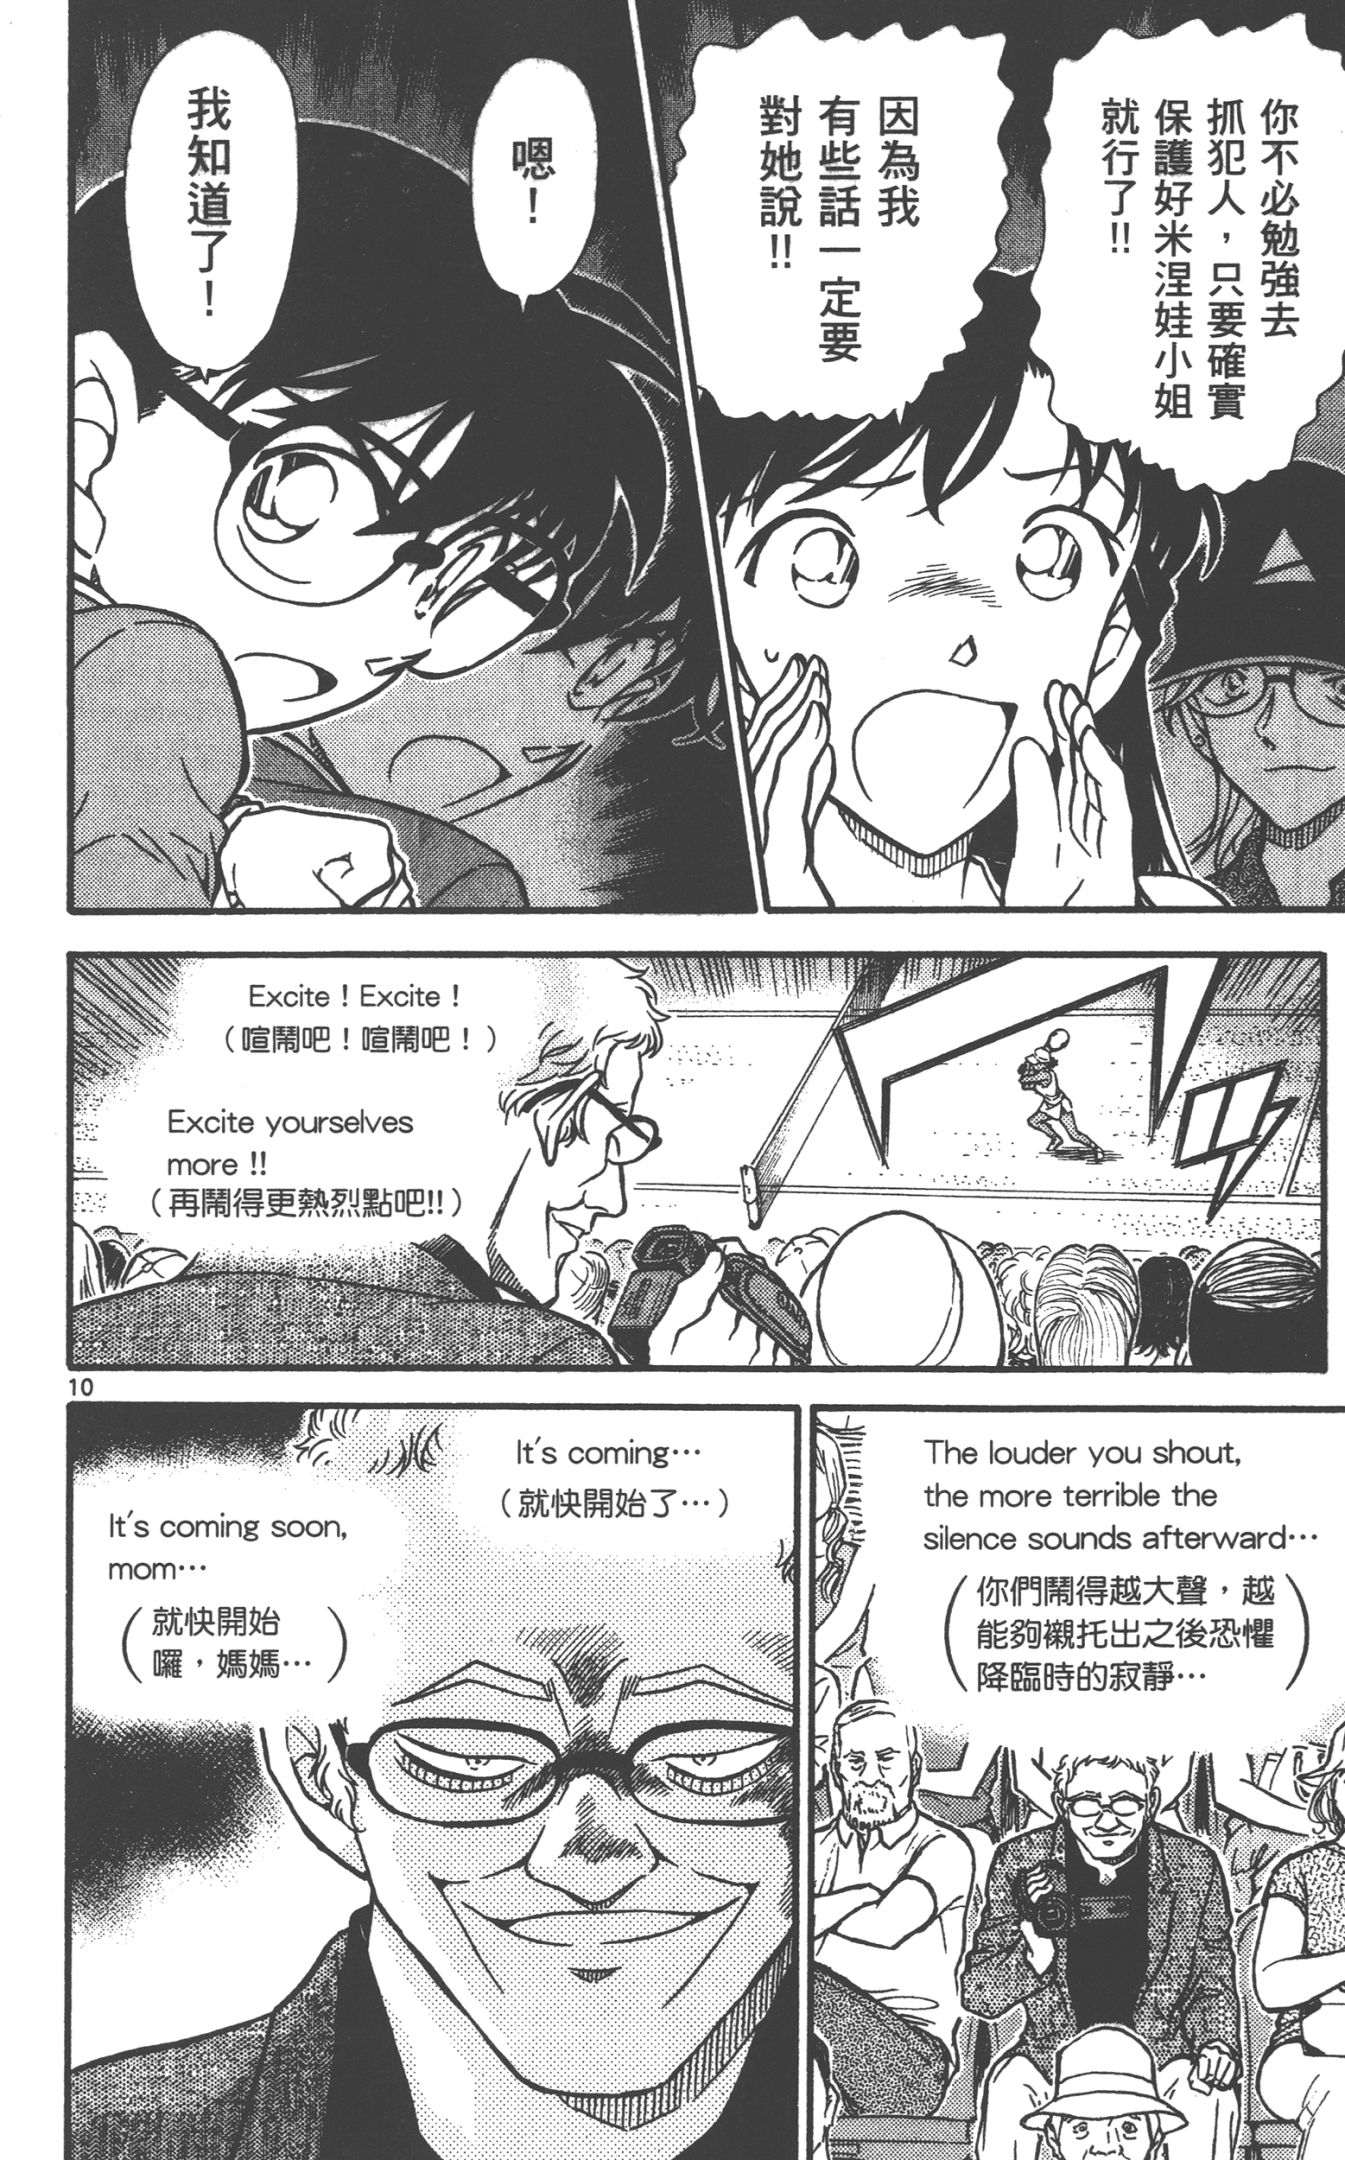 你不必勉強去
抓犯人，只要確實
保護好米涅娃小姐
就行了!!
因為我
有些話一定要
對她說!!
嗯！
我知道了！
Excite！Excite！
（喧鬧吧！喧鬧吧！）
Excite yourselves
more !!
（再鬧得更熱烈點吧!!）
10
The louder you shout,
the more terrible the
silence sounds afterward…
（你們鬧得越大聲，越
能夠襯托出之後恐懼
降臨時的寂靜…）
It's coming…
（就快開始了…）
It's coming soon,
mom…
（就快開始
囉，媽媽…）